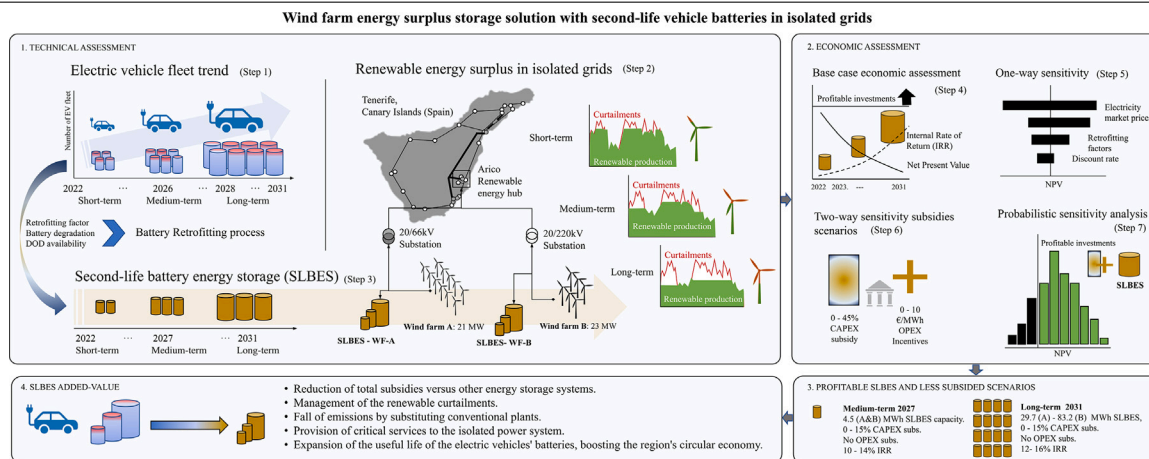 Wind farm energy surplus storage solution with second-life vehicle batteries in isolated grids
1. TECHNICAL ASSESSMENT
Electric vehicle fleet trend (Step 1)
Number of EV fleet
2022 ... 2026 ... 2028 ... 2031
Short-term Medium-term Long-term
Retrofitting factor
Battery degradation
DOD availability
Battery Retrofitting process
Renewable energy surplus in isolated grids (Step 2)
Tenerife,
Canary Islands (Spain)
Arico
Renewable
energy hub
20/66kV
Substation
20/220kV
Substation
Short-term
Curtailments
Renewable production
Medium-term
Curtailments
Renewable production
Long-term
Curtailments
Renewable production
Second-life battery energy storage (SLBES) (Step 3)
2022 ... 2027 ... 2031
Short-term Medium-term Long-term
Wind farm A: 21 MW
Wind farm B: 23 MW
SLBES - WF-A
SLBES- WF-B
2. ECONOMIC ASSESSMENT
Base case economic assessment
(Step 4)
Profitable investments
Internal Rate of
Return (IRR)
Net Present Value
2022 2023. --- 2031
One-way sensitivity (Step 5)
Electricity
market price
Retrofitting
factors
Discount rate
NPV
Two-way sensitivity subsidies
scenarios (Step 6)
0 - 45%
CAPEX
subsidy
0 - 10
€/MWh
OPEX
Incentives
Probabilistic sensitivity analysis
(Step 7)
Profitable investments
SLBES
NPV
3. PROFITABLE SLBES AND LESS SUBSIDED SCENARIOS
Medium-term 2027
4.5 (A&B) MWh SLBES capacity.
0 - 15% CAPEX subs.
No OPEX subs.
10 - 14% IRR
Long-term 2031
29.7 (A) - 83.2 (B) MWh SLBES,
0 - 15% CAPEX subs.
No OPEX subs.
12- 16% IRR
4. SLBES ADDED-VALUE
• Reduction of total subsidies versus other energy storage systems.
• Management of the renewable curtailments.
• Fall of emissions by substituting conventional plants.
• Provision of critical services to the isolated power system.
• Expansion of the useful life of the electric vehicles' batteries, boosting the region's circular economy.